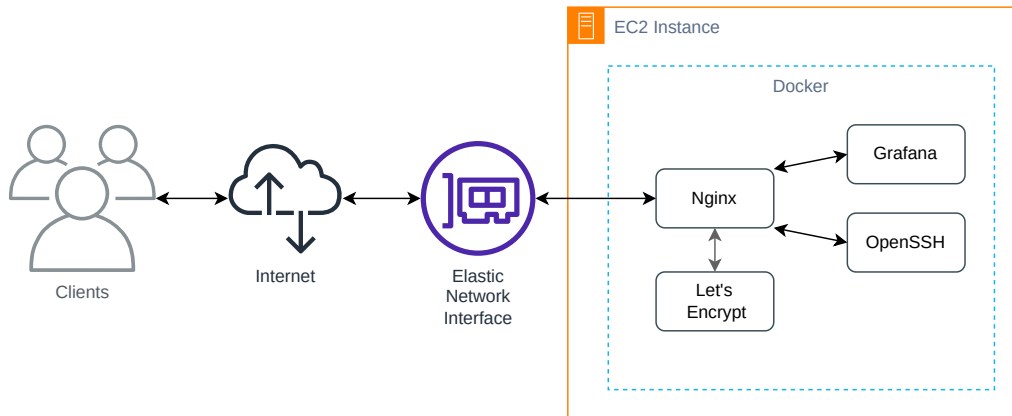 EC2 Instance
Docker
Grafana
Nginx
OpenSSH
Let's
Encrypt
Clients
Internet
Elastic
Network
Interface